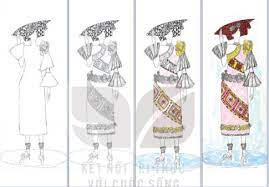 KẾT NỐI TRI THỨC
VỚI CUỘC SỐNG